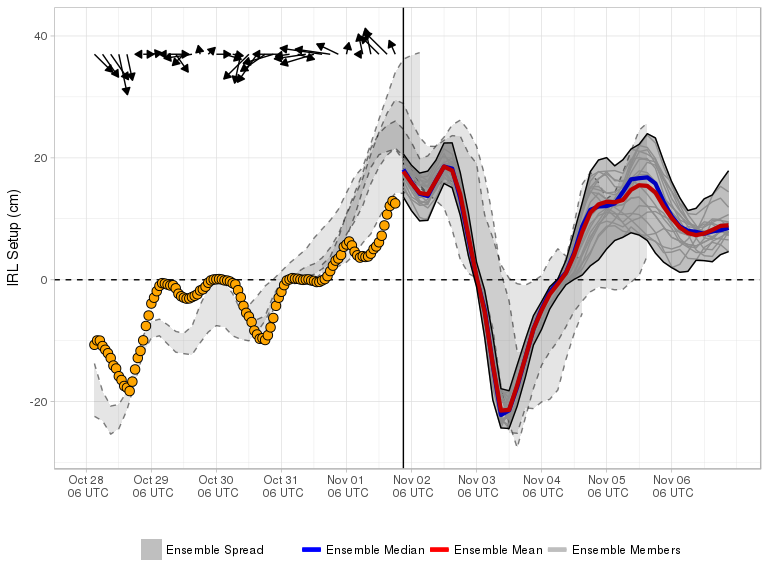 IRL Setup (cm)
40
20
0
-20
Oct 28 Oct 29 Oct 30 Oct 31 Nov 01 Nov 02 Nov 03 Nov 04 Nov 05 Nov 06
06 UTC 06 UTC 06 UTC 06 UTC 06 UTC 06 UTC 06 UTC 06 UTC 06 UTC 06 UTC
Ensemble Spread Ensemble Median Ensemble Mean Ensemble Members